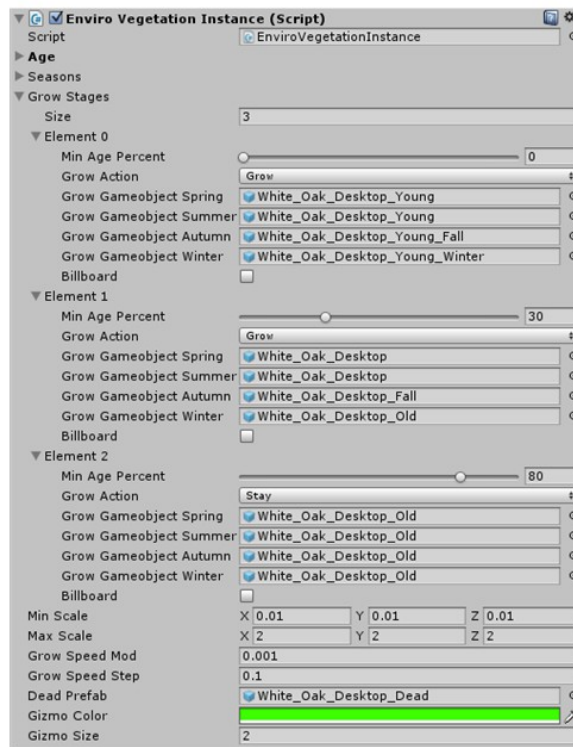 Enviro Vegetation Instance (Script)
Script EnviroVegetationInstance
Age
Seasons
Grow Stages
Size 3
Element 0
Min Age Percent 0
Grow Action Grow
Grow Gameobject Spring White_Oak_Desktop_Young
Grow Gameobject Summer White_Oak_Desktop_Young
Grow Gameobject Autumn White_Oak_Desktop_Young_Fall
Grow Gameobject Winter White_Oak_Desktop_Young_Winter
Billboard
Element 1
Min Age Percent 30
Grow Action Grow
Grow Gameobject Spring White_Oak_Desktop
Grow Gameobject Summer White_Oak_Desktop
Grow Gameobject Autumn White_Oak_Desktop_Fall
Grow Gameobject Winter White_Oak_Desktop_Old
Billboard
Element 2
Min Age Percent 80
Grow Action Stay
Grow Gameobject Spring White_Oak_Desktop_Old
Grow Gameobject Summer White_Oak_Desktop_Old
Grow Gameobject Autumn White_Oak_Desktop_Old
Grow Gameobject Winter White_Oak_Desktop_Old
Billboard
Min Scale X 0.01 Y 0.01 Z 0.01
Max Scale X 2 Y 2 Z 2
Grow Speed Mod 0.001
Grow Speed Step 0.1
Dead Prefab White_Oak_Desktop_Dead
Gizmo Color
Gizmo Size 2